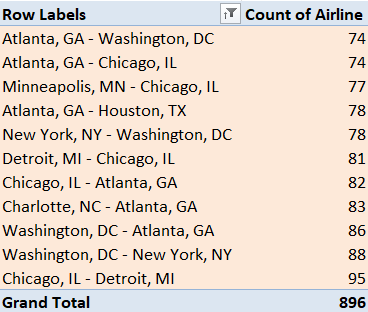 Row Labels Count of Airline
Atlanta, GA - Washington, DC 74
Atlanta, GA - Chicago, IL 74
Minneapolis, MN - Chicago, IL 77
Atlanta, GA - Houston, TX 78
New York, NY - Washington, DC 78
Detroit, MI - Chicago, IL 81
Chicago, IL - Atlanta, GA 82
Charlotte, NC - Atlanta, GA 83
Washington, DC - Atlanta, GA 86
Washington, DC - New York, NY 88
Chicago, IL - Detroit, MI 95
Grand Total 896